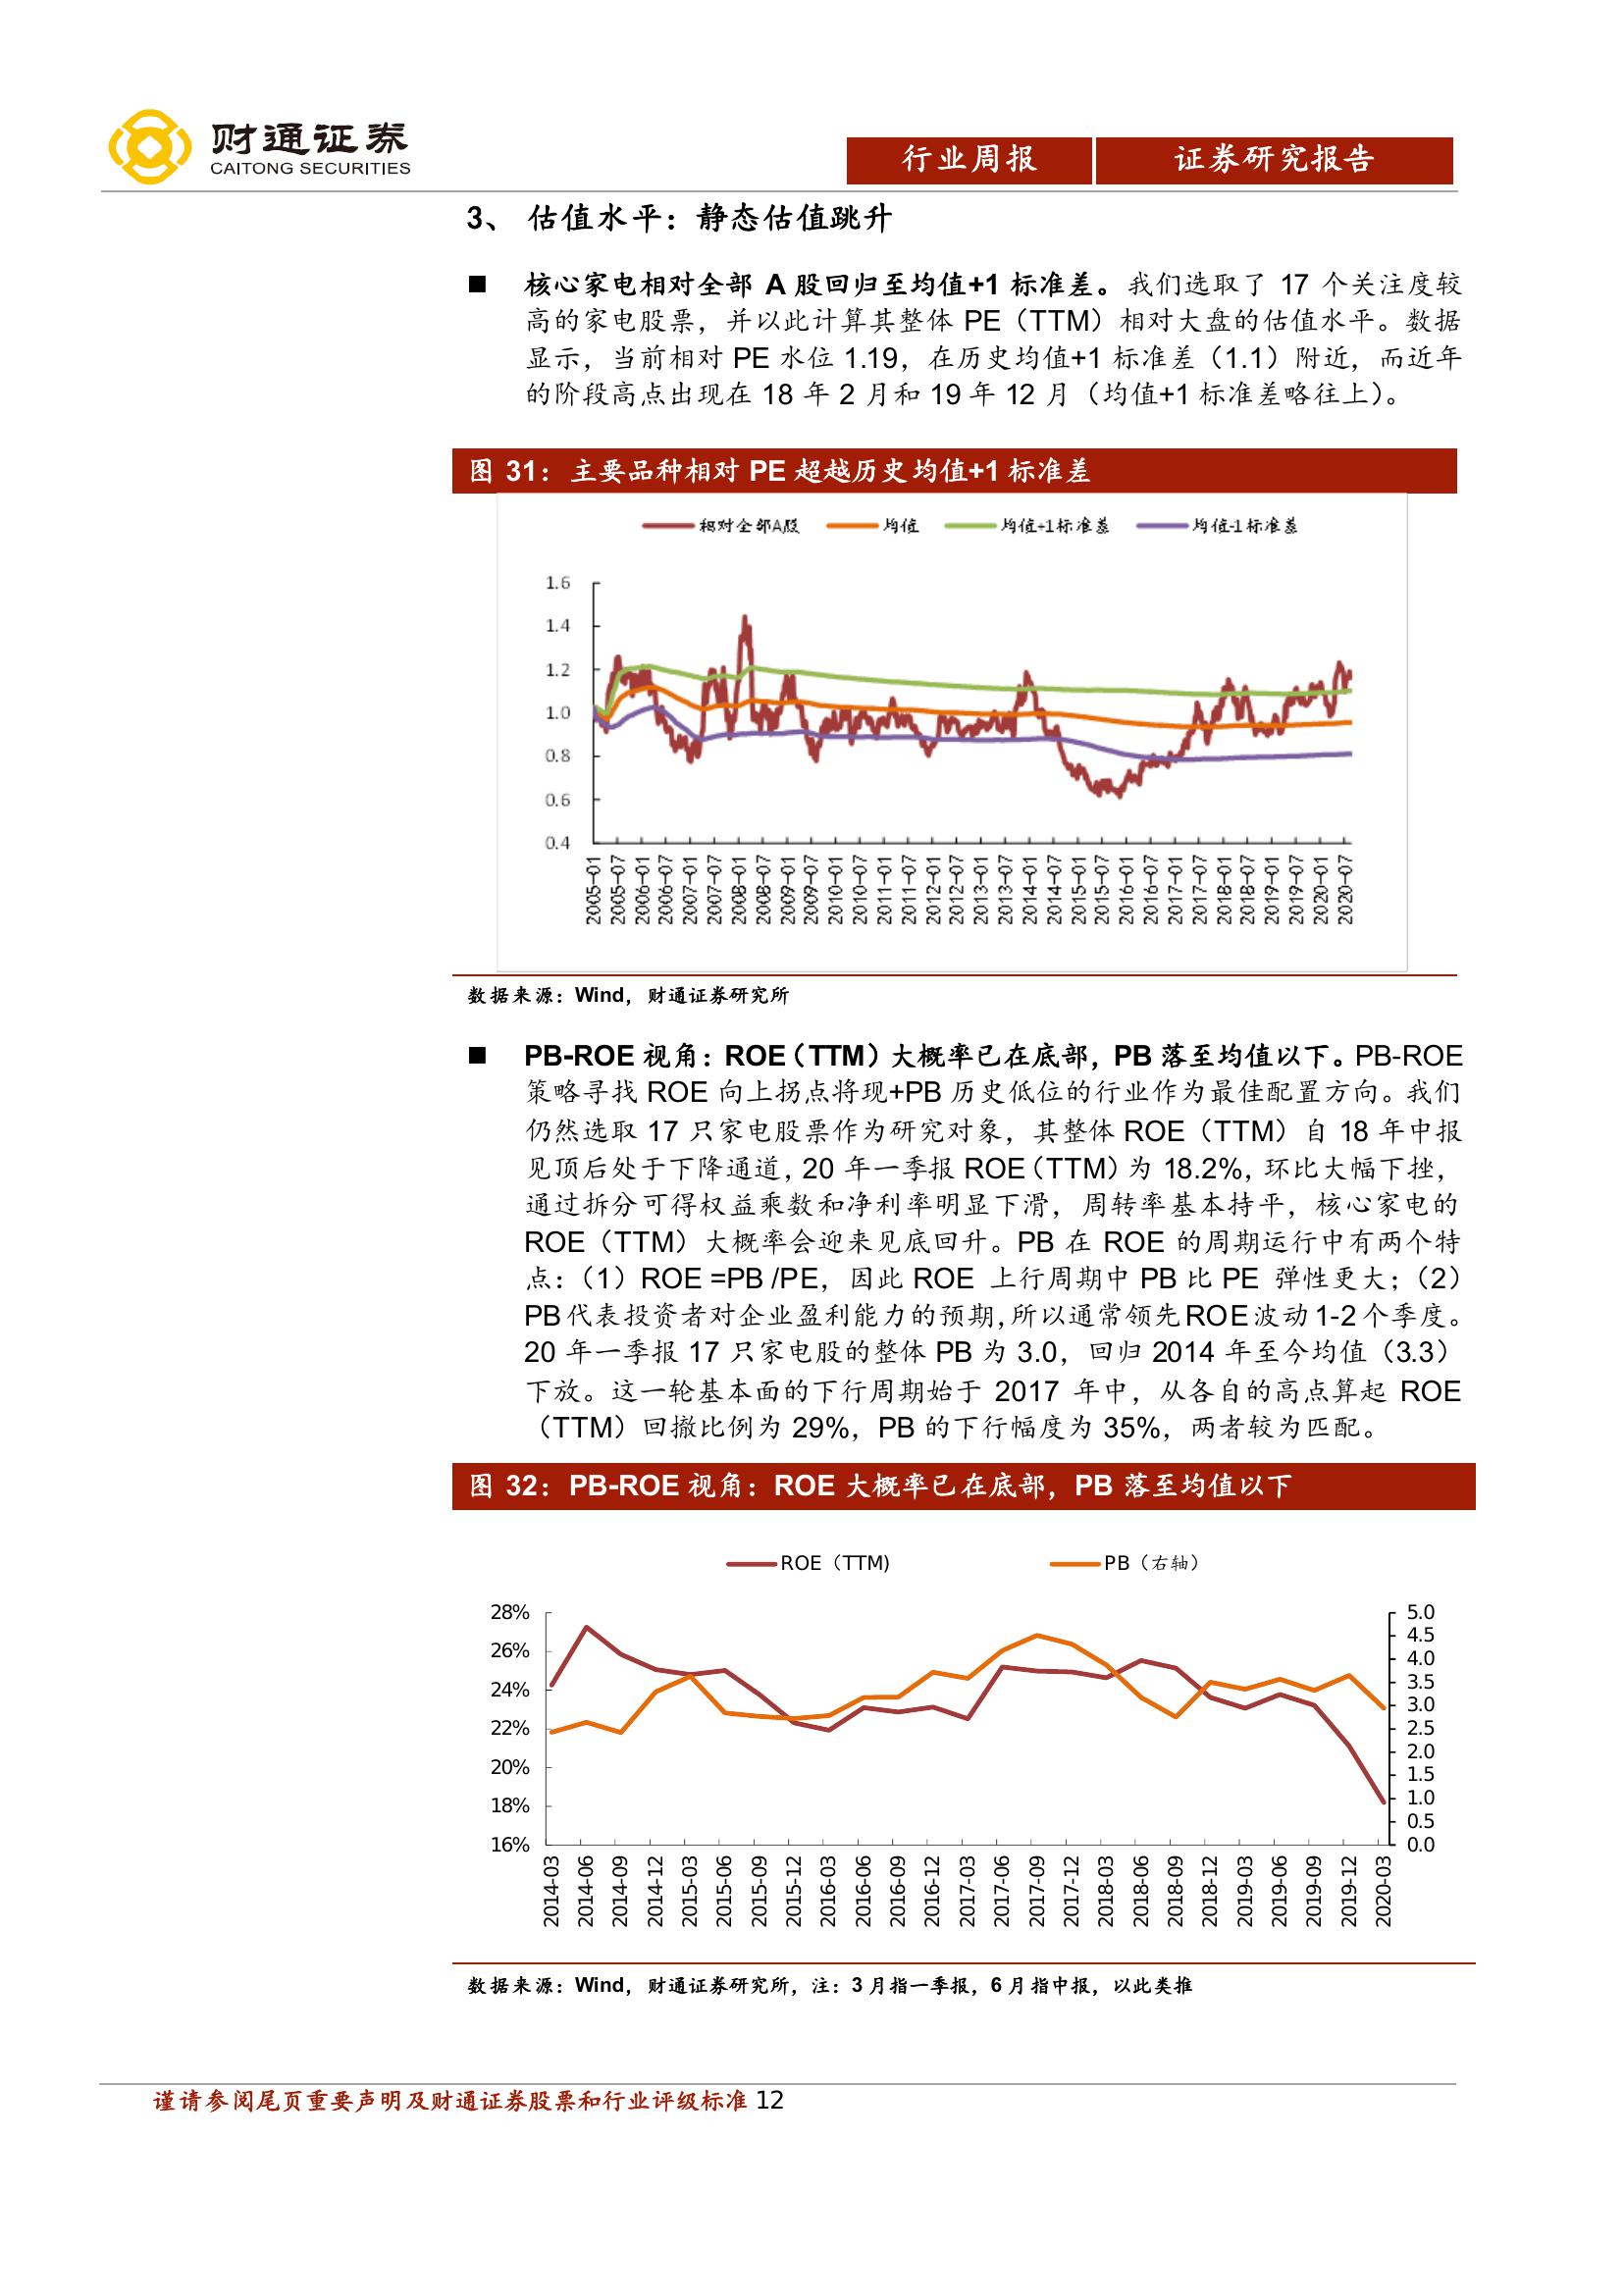 财通证券
CAITONG SECURITIES
行业周报
证券研究报告
3、 估值水平：静态估值跳升
■ 核心家电相对全部 A 股回归至均值+1 标准差。我们选取了 17 个关注度较
高的家电股票，并以此计算其整体 PE（TTM）相对大盘的估值水平。数据
显示，当前相对 PE 水位 1.19，在历史均值+1 标准差（1.1）附近，而近年
的阶段高点出现在 18 年 2 月和 19 年 12 月（均值+1 标准差略往上）。
图 31：主要品种相对 PE 超越历史均值+1 标准差
相对全部A股 均值 均值+1标准差 均值-1标准差
1.6
1.4
1.2
1.0
0.8
0.6
0.4
2005-01 2005-07 2006-01 2006-07 2007-01 2007-07 2008-01 2008-07 2009-01 2009-07 2010-01 2010-07 2011-01 2011-07 2012-01 2012-07 2013-01 2013-07 2014-01 2014-07 2015-01 2015-07 2016-01 2016-07 2017-01 2017-07 2018-01 2018-07 2019-01 2019-07 2020-01 2020-07
数据来源：Wind，财通证券研究所
■ PB-ROE 视角：ROE（TTM）大概率已在底部，PB 落至均值以下。PB-ROE
策略寻找 ROE 向上拐点将现+PB 历史低位的行业作为最佳配置方向。我们
仍然选取 17 只家电股票作为研究对象，其整体 ROE（TTM）自 18 年中报
见顶后处于下降通道，20 年一季报 ROE（TTM）为 18.2%，环比大幅下挫，
通过拆分可得权益乘数和净利率明显下滑，周转率基本持平，核心家电的
ROE（TTM）大概率会迎来见底回升。PB 在 ROE 的周期运行中有两个特
点：（1）ROE =PB /PE，因此 ROE 上行周期中 PB 比 PE 弹性更大；（2）
PB 代表投资者对企业盈利能力的预期，所以通常领先 ROE 波动 1-2 个季度。
20 年一季报 17 只家电股的整体 PB 为 3.0，回归 2014 年至今均值（3.3）
下放。这一轮基本面的下行周期始于 2017 年中，从各自的高点算起 ROE
（TTM）回撤比例为 29%，PB 的下行幅度为 35%，两者较为匹配。
图 32：PB-ROE 视角：ROE 大概率已在底部，PB 落至均值以下
ROE（TTM) PB（右轴）
28%
26%
24%
22%
20%
18%
16%
5.0
4.5
4.0
3.5
3.0
2.5
2.0
1.5
1.0
0.5
0.0
2014-03 2014-06 2014-09 2014-12 2015-03 2015-06 2015-09 2015-12 2016-03 2016-06 2016-09 2016-12 2017-03 2017-06 2017-09 2017-12 2018-03 2018-06 2018-09 2018-12 2019-03 2019-06 2019-09 2019-12 2020-03
数据来源：Wind，财通证券研究所，注：3 月指一季报，6 月指中报，以此类推
谨请参阅尾页重要声明及财通证券股票和行业评级标准 12